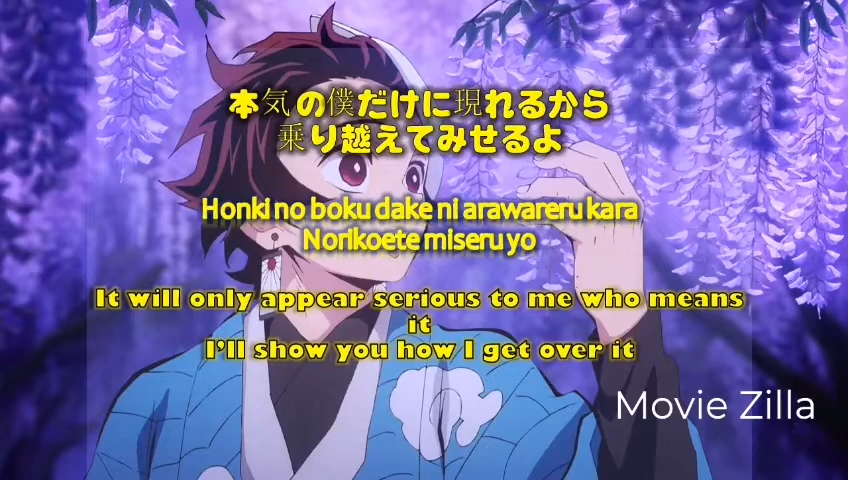 本気の僕だけに現れるから
乗り越えてみせるよ
Honki no boku dake ni arawareru kara
Norikoete miseru yo
It will only appear serious to me who means
it
I'll show you how I get over it
Movie Zilla